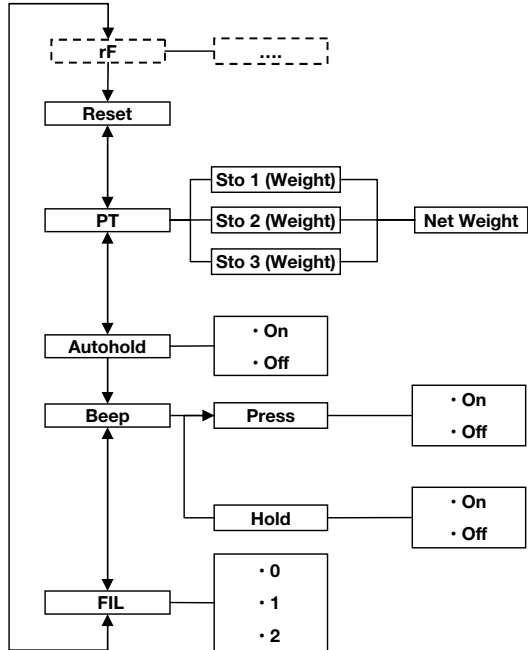 rF
....
Reset
Sto 1 (Weight)
PT
Sto 2 (Weight)
Net Weight
Sto 3 (Weight)
Autohold
· On
· Off
Beep
Press
· On
· Off
Hold
· On
· Off
FIL
· 0
· 1
· 2